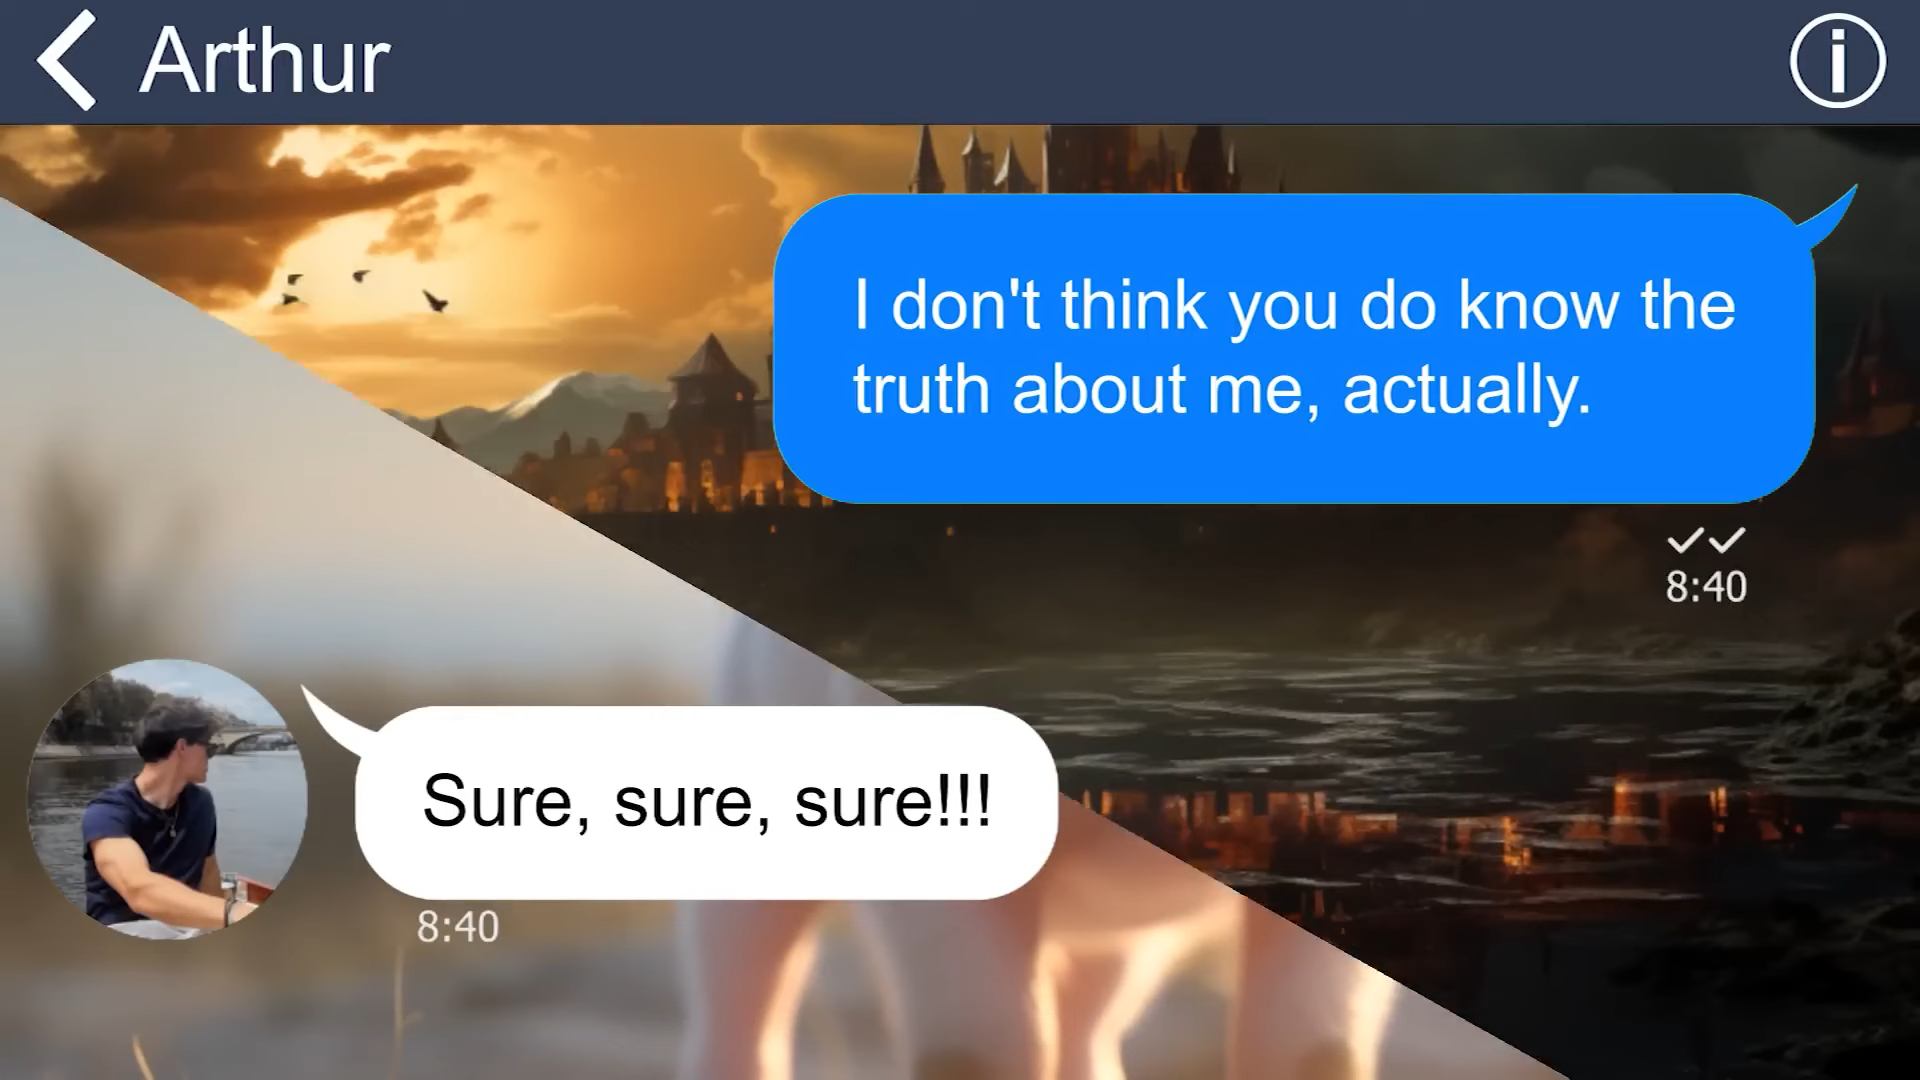 Arthur
I don't think you do know the
truth about me, actually.
8:40
Sure, sure, sure!!!
8:40